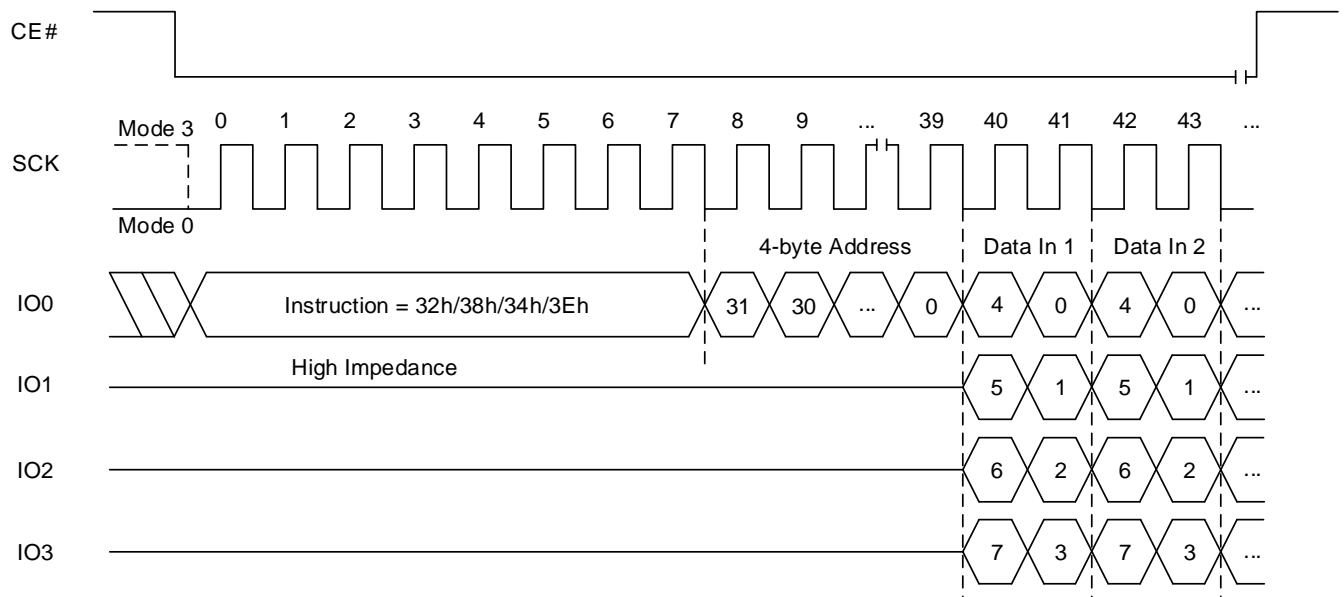 CE#
Mode 3 0 1 2 3 4 5 6 7 8 9 ... 39 40 41 42 43 ...
SCK
Mode 0
4-byte Address Data In 1 Data In 2
IO0 Instruction = 32h/38h/34h/3Eh 31 30 ... 0 4 0 4 0 ...
High Impedance
IO1 5 1 5 1 ...
IO2 6 2 6 2 ...
IO3 7 3 7 3 ...